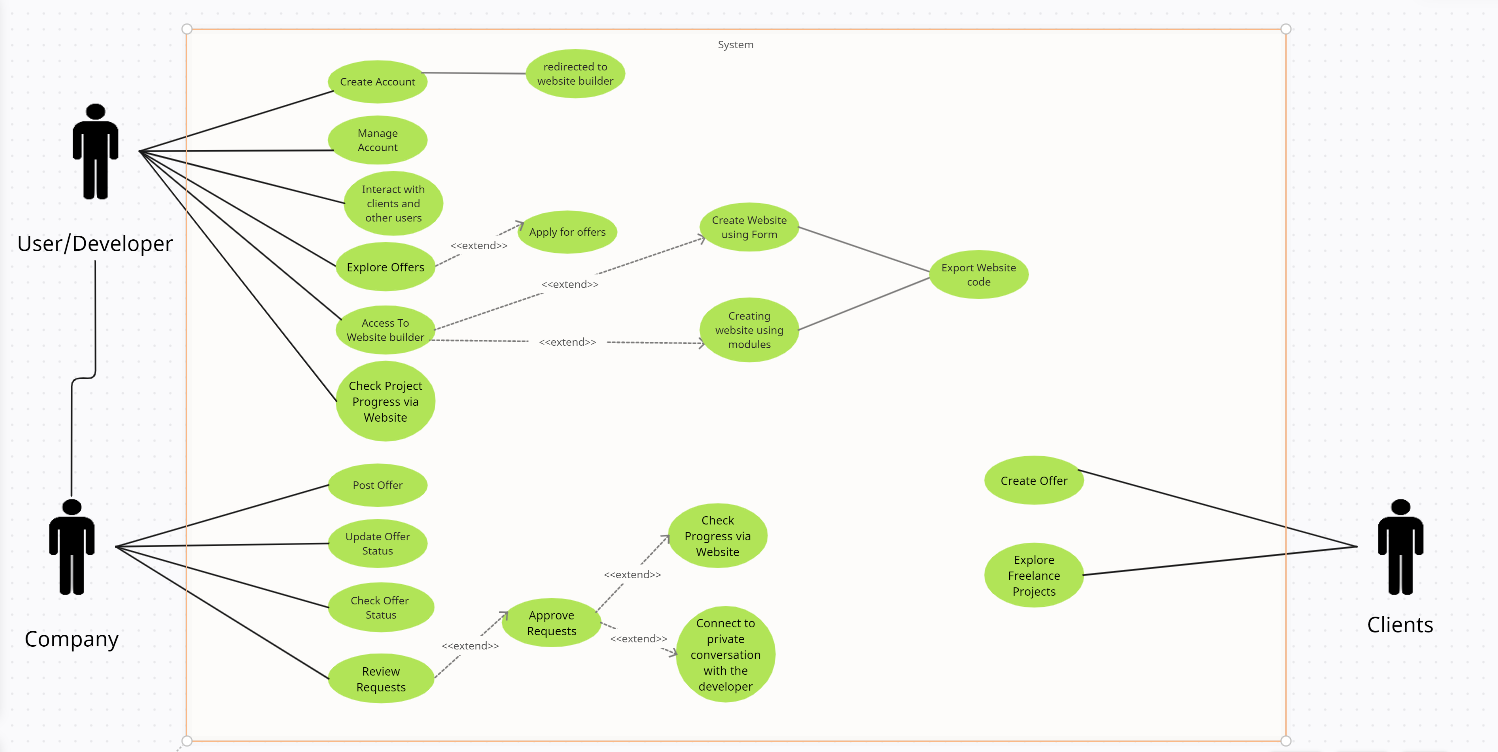 System
Create Account
redirected to
website builder
Manage
Account
Interact with
clients and
other users
User/Developer
Explore Offers
<<extend>>
Apply for offers
Access To
Website builder
<<extend>>
Create Website
using Form
<<extend>>
Creating
website using
modules
Export Website
code
Check Project
Progress via
Website
Post Offer
Update Offer
Status
Check Offer
Status
Company
Review
Requests
<<extend>>
Approve
Requests
<<extend>>
Check
Progress via
Website
<<extend>>
Connect to
private
conversation
with the
developer
Create Offer
Explore
Freelance
Projects
Clients